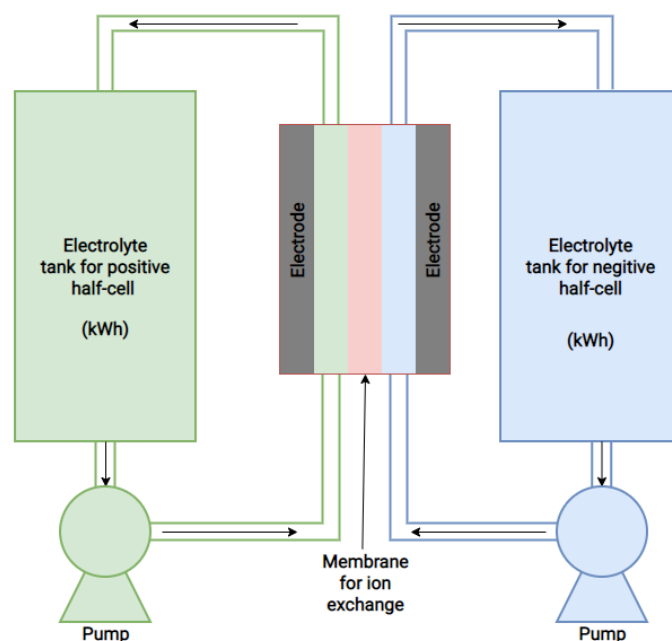 Electrolyte
tank for positive
half-cell
(kWh)
Electrode
Electrode
Electrolyte
tank for negitive
half-cell
(kWh)
Membrane
for ion
exchange
Pump
Pump